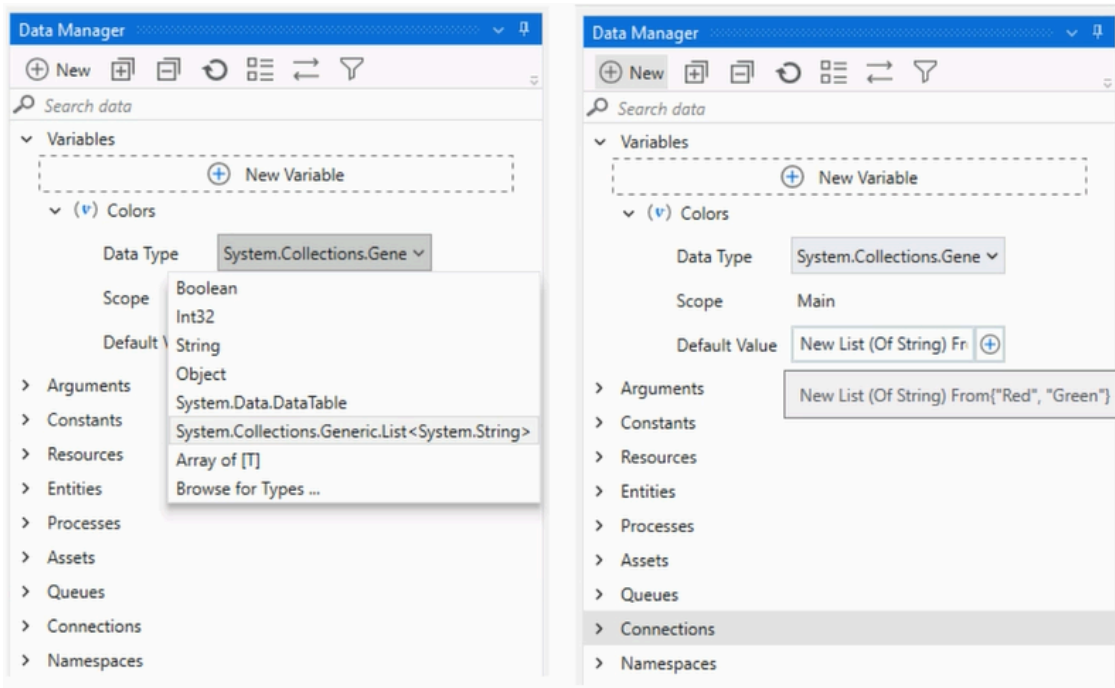 Data Manager
New
Search data
Variables
New Variable
(v) Colors
Data Type System.Collections.Gene
Scope
Default V
Boolean
Int32
String
Object
System.Data.DataTable
System.Collections.Generic.List<System.String>
Array of [T]
Browse for Types ...
Arguments
Constants
Resources
Entities
Processes
Assets
Queues
Connections
Namespaces
Data Manager
New
Search data
Variables
New Variable
(v) Colors
Data Type System.Collections.Gene
Scope Main
Default Value New List (Of String) Fr
New List (Of String) From{"Red", "Green"}
Arguments
Constants
Resources
Entities
Processes
Assets
Queues
Connections
Namespaces